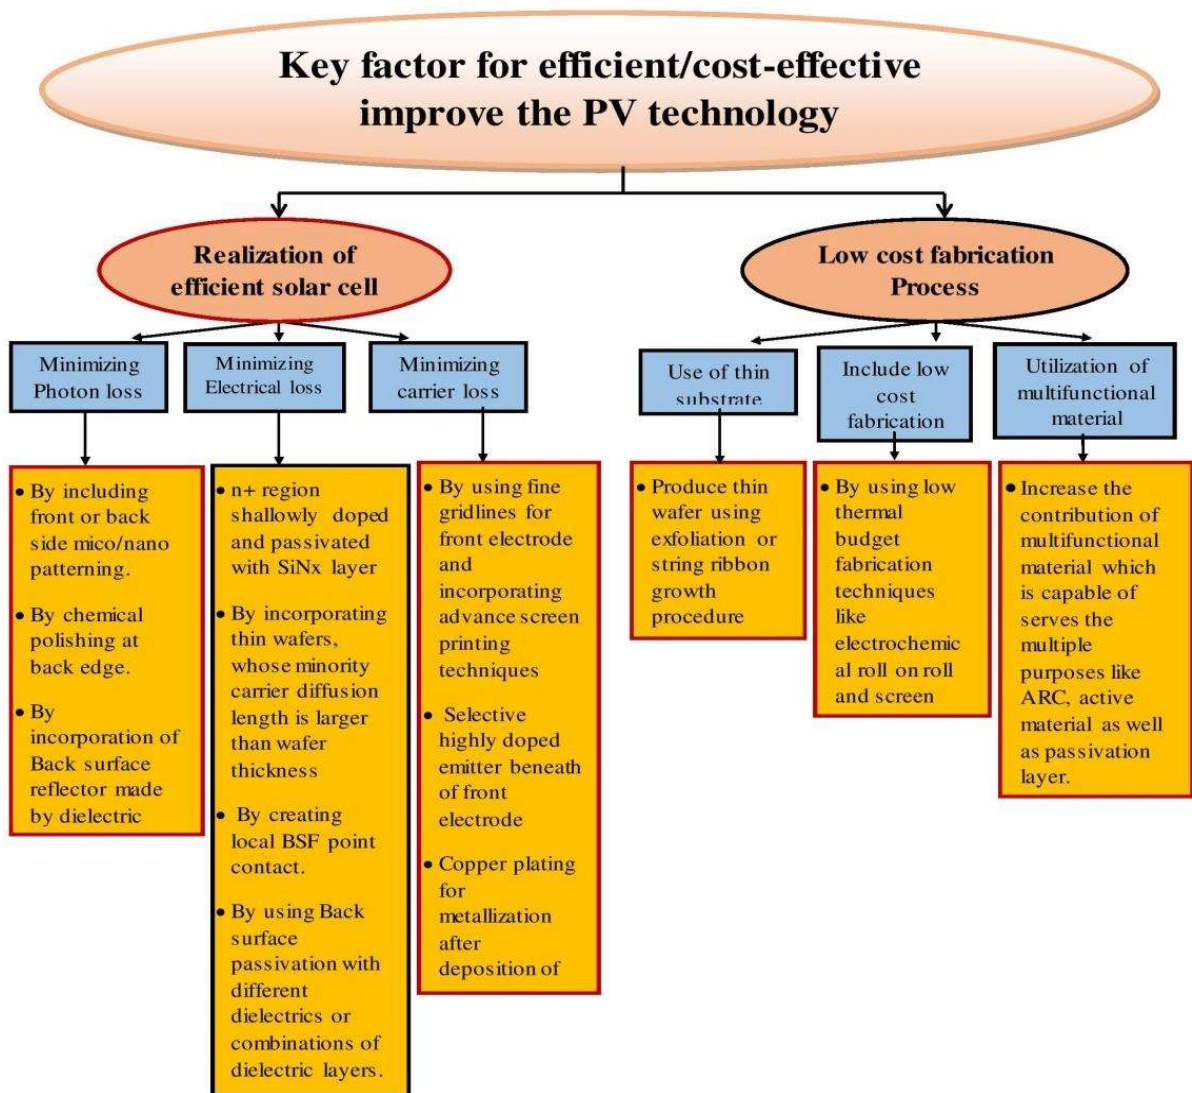 Key factor for efficient/cost-effective
improve the PV technology
Realization of
efficient solar cell
Low cost fabrication
Process
Minimizing
Photon loss
Minimizing
Electrical loss
Minimizing
carrier loss
Use of thin
substrate
Include low
cost
fabrication
Utilization of
multifunctional
material
• By including
front or back
side mico/nano
patterning.
• By chemical
polishing at
back edge.
• By
incorporation of
Back surface
reflector made
by dielectric
• n+ region
shallowly doped
and passivated
with SiNx layer
• By incorporating
thin wafers,
whose minority
carrier diffusion
length is larger
than wafer
thickness
• By creating
local BSF point
contact.
• By using Back
surface
passivation with
different
dielectrics or
combinations of
dielectric layers.
• By using fine
gridlines for
front electrode
and
incorporating
advance screen
printing
techniques
• Selective
highly doped
emitter beneath
of front
electrode
• Copper plating
for
metallization
after
deposition of
• Produce thin
wafer using
exfoliation or
string ribbon
growth
procedure
• By using low
thermal
budget
fabrication
techniques
like
electrochemic
al roll on roll
and screen
• Increase the
contribution of
multifunctional
material which
is capable of
serves the
multiple
purposes like
ARC, active
material as well
as passivation
layer.